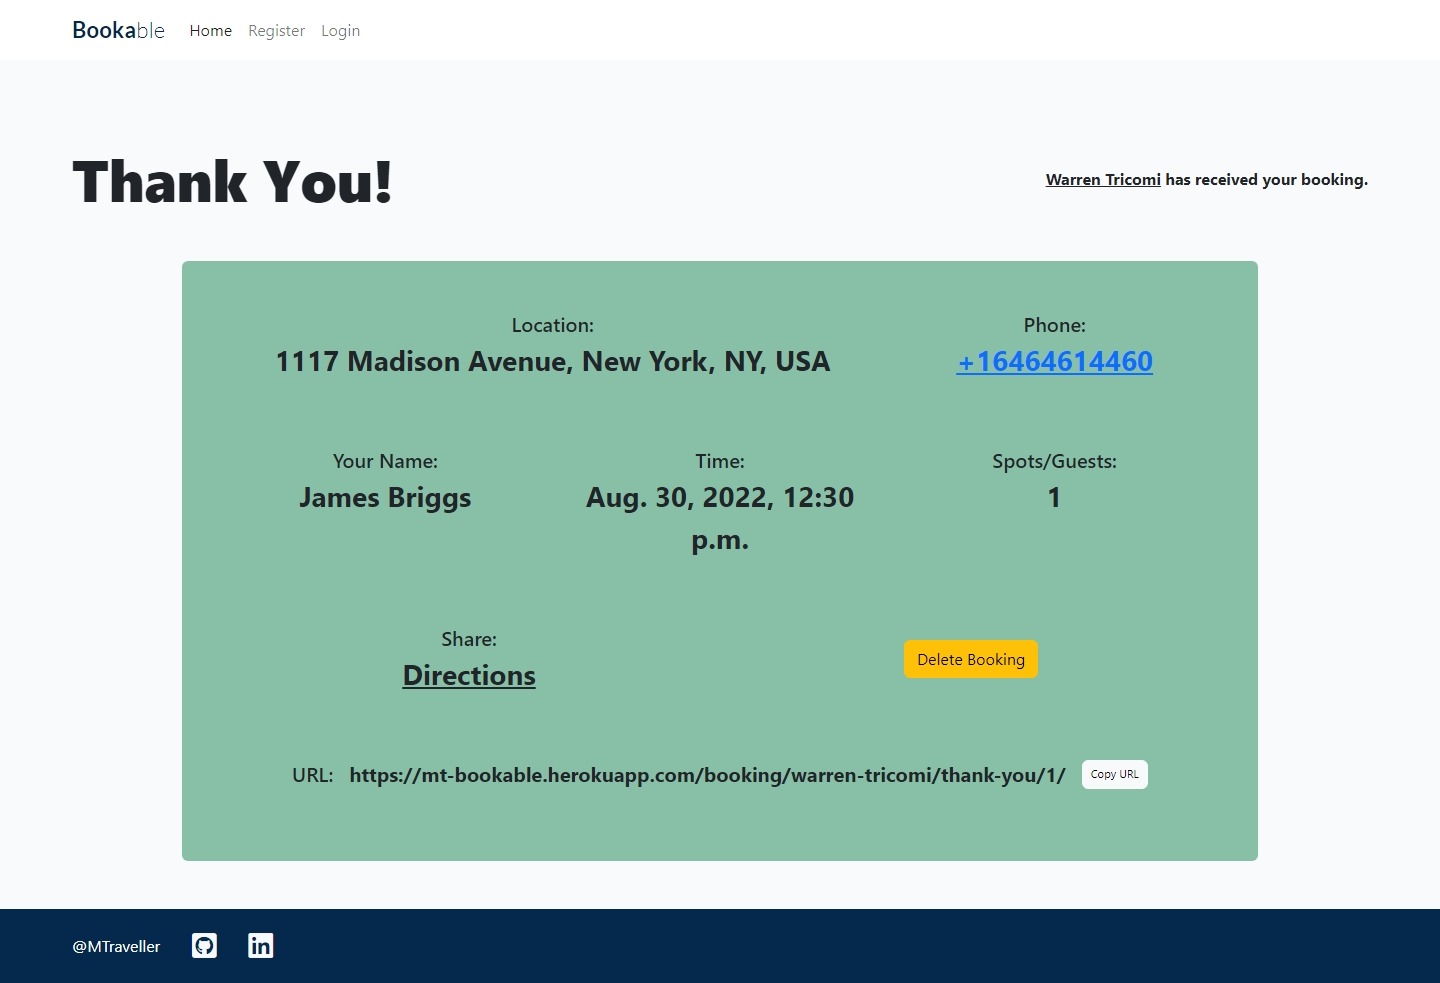 Bookable Home Register Login
Thank You!
Warren Tricomi has received your booking.
Location:
1117 Madison Avenue, New York, NY, USA
Phone:
+16464614460
Your Name:
James Briggs
Time:
Aug. 30, 2022, 12:30
p.m.
Spots/Guests:
1
Share:
Directions
Delete Booking
URL: https://mt-bookable.herokuapp.com/booking/warren-tricomi/thank-you/1/ Copy URL
@MTraveller
in